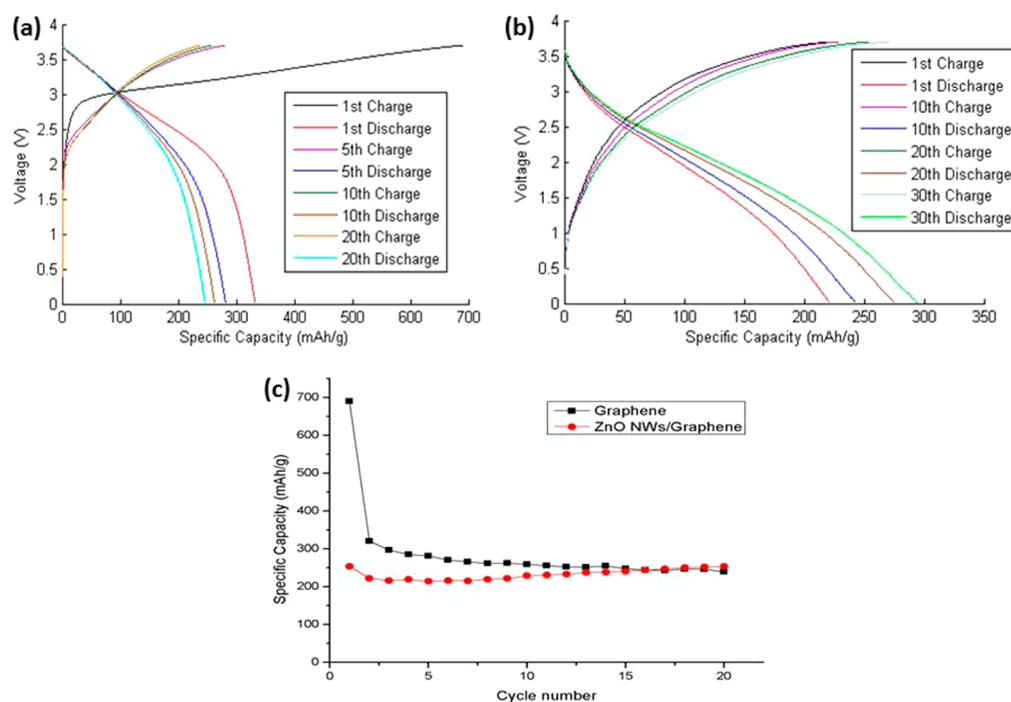 (a)
Voltage (V)
4
3.5
3
2.5
2
1.5
1
0.5
0
0 100 200 300 400 500 600 700
Specific Capacity (mAh/g)
1st Charge
1st Discharge
5th Charge
5th Discharge
10th Charge
10th Discharge
20th Charge
20th Discharge
(b)
Voltage (V)
4
3.5
3
2.5
2
1.5
1
0.5
0
0 50 100 150 200 250 300 350
Specific Capacity (mAh/g)
1st Charge
1st Discharge
10th Charge
10th Discharge
20th Charge
20th Discharge
30th Charge
30th Discharge
(c)
Specific Capacity (mAh/g)
700
600
500
400
300
200
100
0
0 5 10 15 20
Cycle number
Graphene
ZnO NWs/Graphene